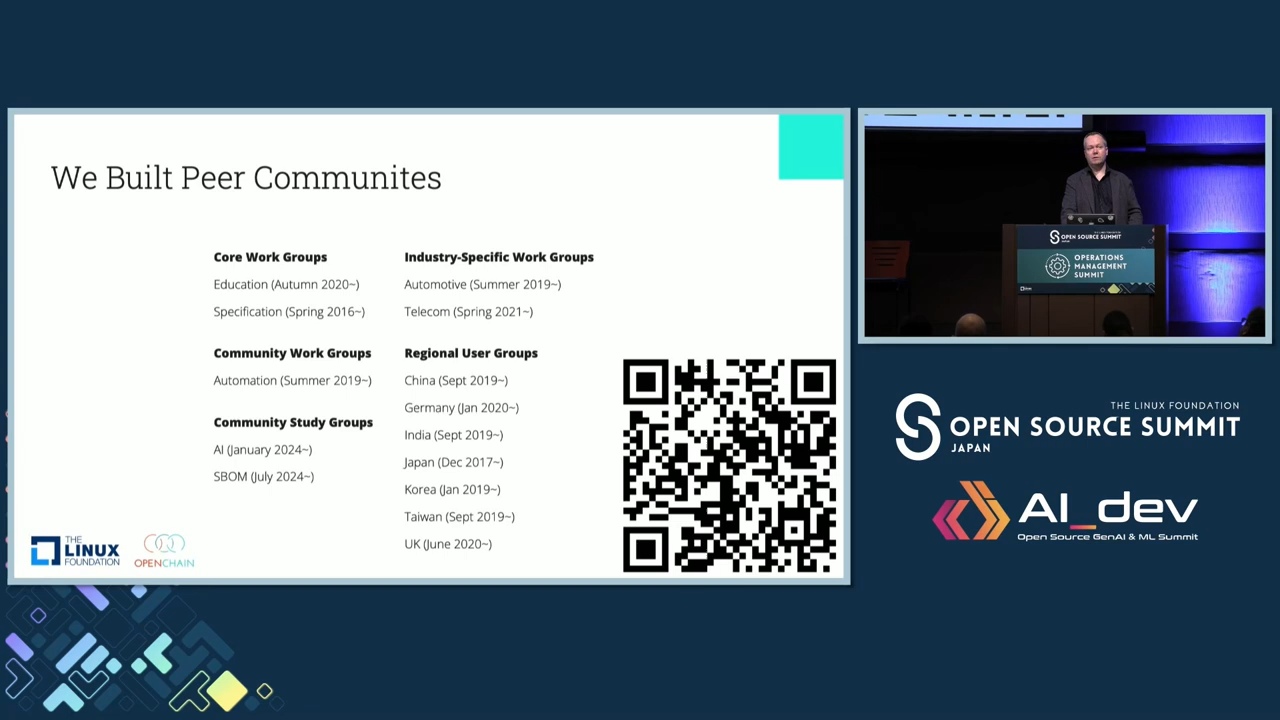 We Built Peer Communites
Core Work Groups
Education (Autumn 2020~)
Specification (Spring 2016~)
Community Work Groups
Automation (Summer 2019~)
Community Study Groups
AI (January 2024~)
SBOM (July 2024~)
Industry-Specific Work Groups
Automotive (Summer 2019~)
Telecom (Spring 2021~)
Regional User Groups
China (Sept 2019~)
Germany (Jan 2020~)
India (Sept 2019~)
Japan (Dec 2017~)
Korea (Jan 2019~)
Taiwan (Sept 2019~)
UK (June 2020~)
THE
LINUX
FOUNDATION
OPENCHAIN
OPEN SOURCE SUMMIT
OPERATIONS
MANAGEMENT
SUMMIT
THE LINUX FOUNDATION
OPEN SOURCE SUMMIT
JAPAN
AI_dev
Open Source GenAI & ML Summit